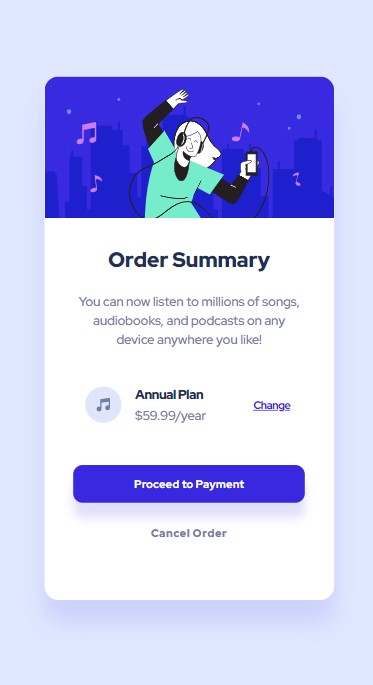 Order Summary
You can now listen to millions of songs,
audiobooks, and podcasts on any
device anywhere you like!
Annual Plan
$59.99/year
Change
Proceed to Payment
Cancel Order